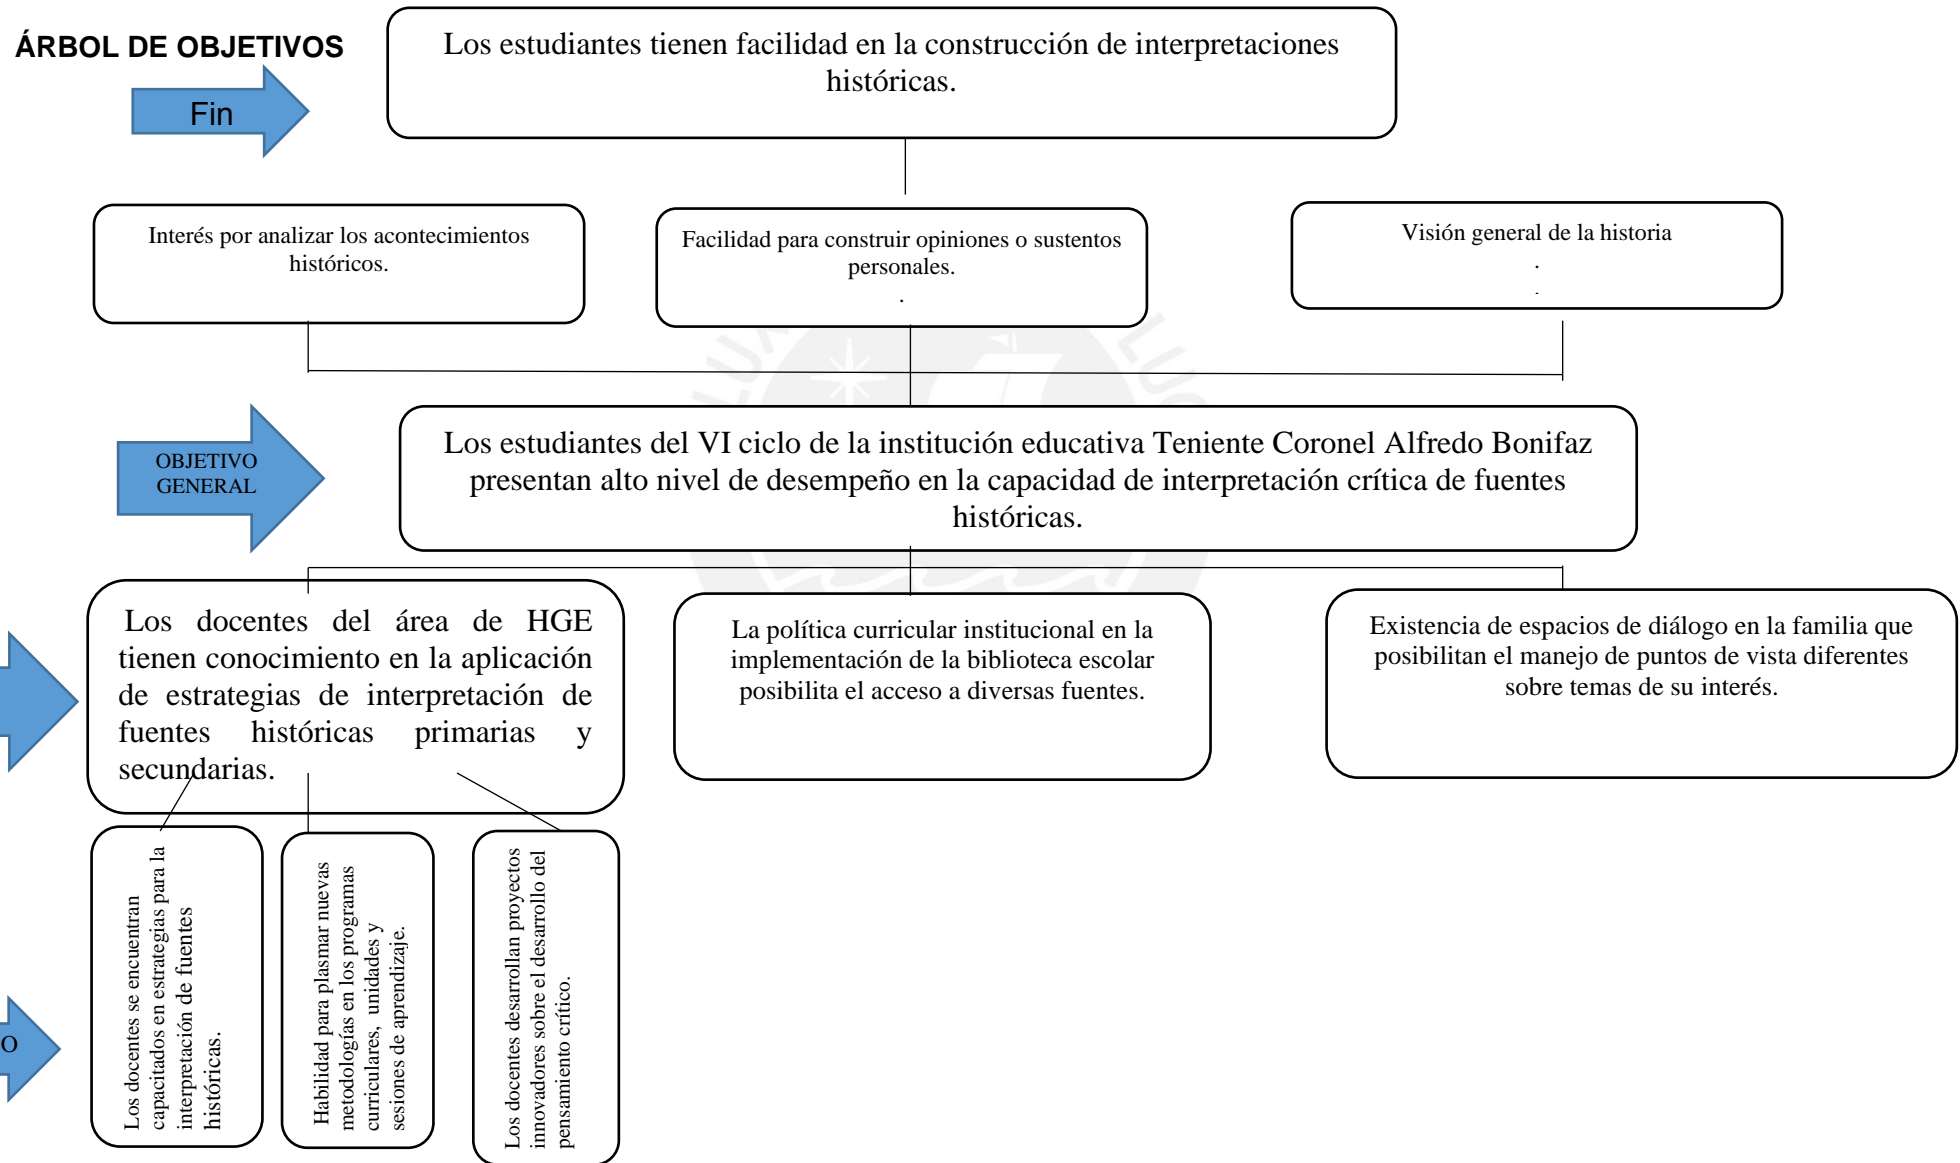 ÁRBOL DE OBJETIVOS
Fin
Los estudiantes tienen facilidad en la construcción de interpretaciones
históricas.
Interés por analizar los acontecimientos
históricos.
Facilidad para construir opiniones o sustentos
personales.
.
Visión general de la historia
.
.
OBJETIVO
GENERAL
Los estudiantes del VI ciclo de la institución educativa Teniente Coronel Alfredo Bonifaz
presentan alto nivel de desempeño en la capacidad de interpretación crítica de fuentes
históricas.
Los docentes del área de HGE
tienen conocimiento en la aplicación
de estrategias de interpretación de
fuentes históricas primarias y
secundarias.
La política curricular institucional en la
implementación de la biblioteca escolar
posibilita el acceso a diversas fuentes.
Existencia de espacios de diálogo en la familia que
posibilitan el manejo de puntos de vista diferentes
sobre temas de su interés.
O
Los docentes se encuentran
capacitados en estrategias para la
interpretación de fuentes
históricas.
Habilidad para plasmar nuevas
metodologías en los programas
curriculares, unidades y
sesiones de aprendizaje.
Los docentes desarrollan proyectos
innovadores sobre el desarrollo del
pensamiento crítico.